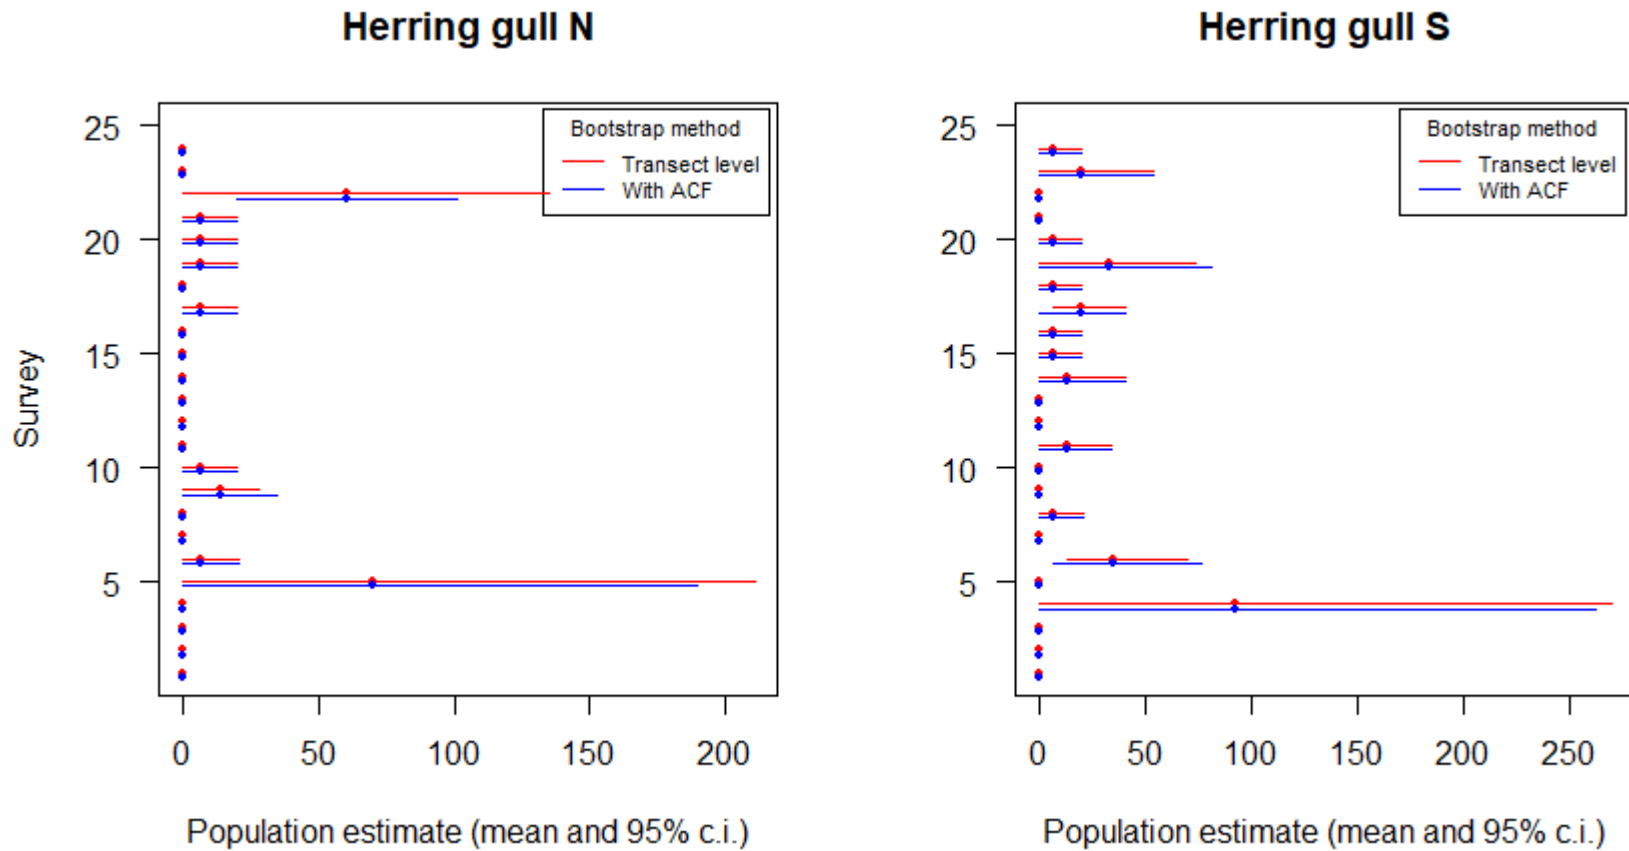 Herring gull N
Bootstrap method
Transect level
With ACF
25
20
15
10
5
Survey
0 50 100 150 200
Population estimate (mean and 95% c.i.)
Herring gull S
Bootstrap method
Transect level
With ACF
25
20
15
10
5
0 50 100 150 200 250
Population estimate (mean and 95% c.i.)